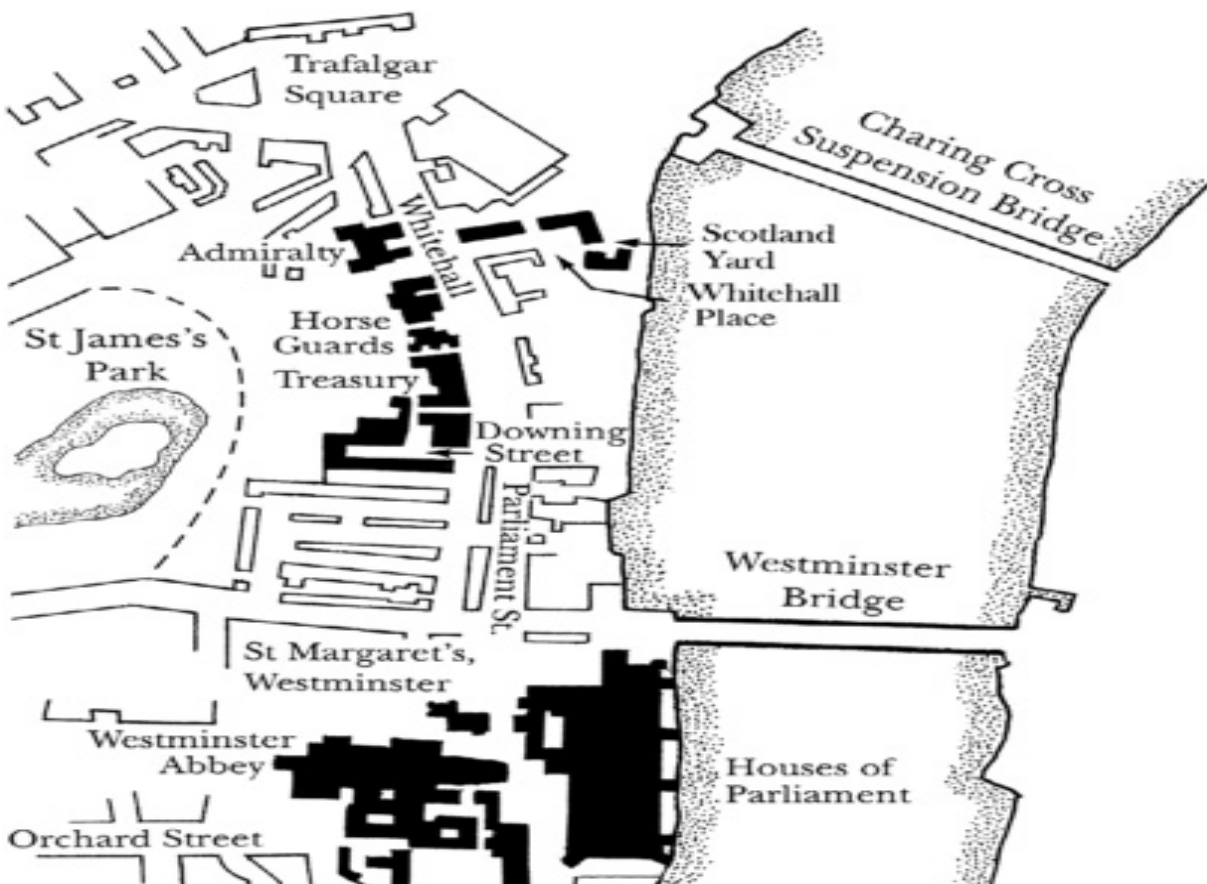 Trafalgar
Square
Charing Cross
Suspension Bridge
Whitehall
Admiralty
Scotland
Yard
Whitehall
Place
Horse
Guards
St James's
Park
Treasury
Downing
Street
Parliament St.
Westminster
Bridge
St Margaret's,
Westminster
Westminster
Abbey
Houses of
Parliament
Orchard Street